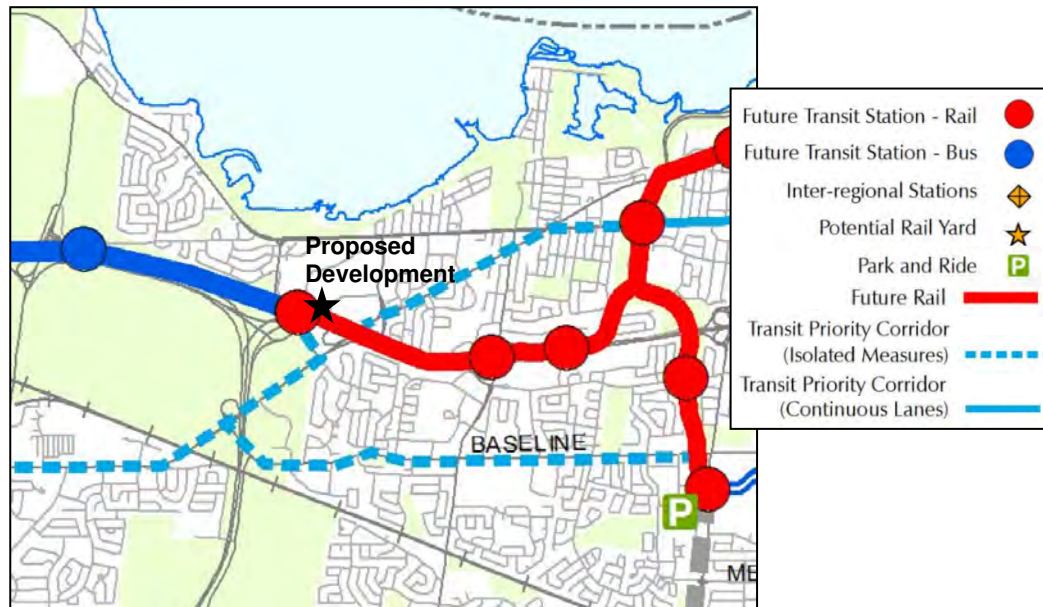 Proposed
Development
BASELINE
P
ME
Future Transit Station - Rail
Future Transit Station - Bus
Inter-regional Stations
Potential Rail Yard
Park and Ride
P
Future Rail
Transit Priority Corridor
(Isolated Measures)
Transit Priority Corridor
(Continuous Lanes)